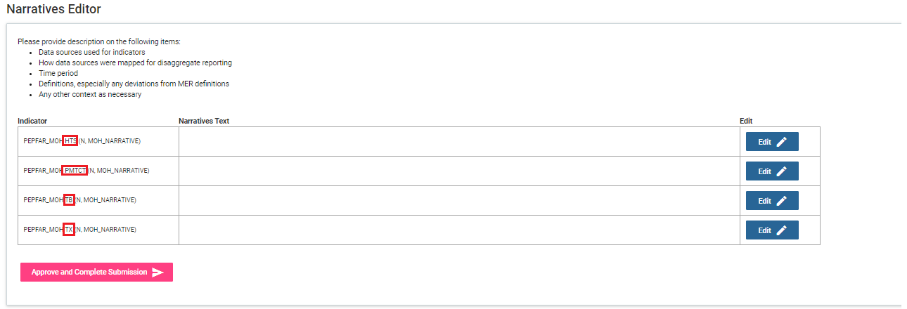 Narratives Editor
Please provide description on the following items:
Data sources used for indicators
How data sources were mapped for disaggregate reporting
Time period
Definitions, especially any deviations from MER definitions
Any other context as necessary
Indicator Narratives Text Edit
PEPFAR_MOH HTS (N, MOH_NARRATIVE) Edit
PEPFAR_MOH PMTCT (N, MOH_NARRATIVE) Edit
PEPFAR_MOH TB (N, MOH_NARRATIVE) Edit
PEPFAR_MOH TX (N, MOH_NARRATIVE) Edit
Approve and Complete Submission